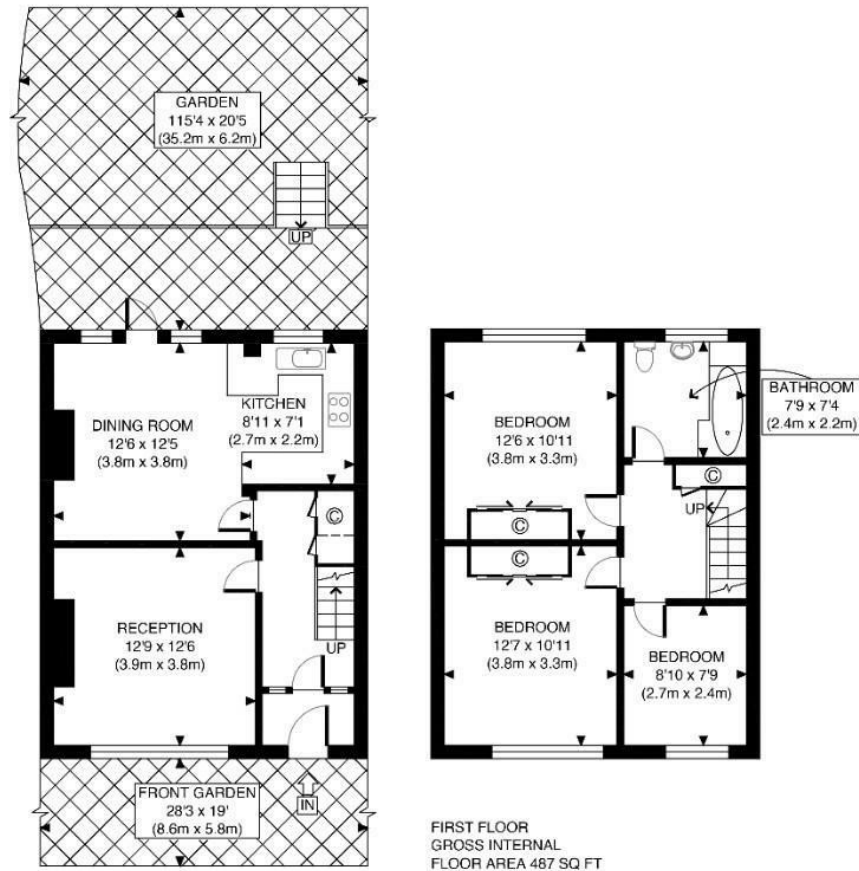 GARDEN
115'4 x 20'5
(35.2m x 6.2m)
UP
DINING ROOM
12'6 x 12'5
(3.8m x 3.8m)
KITCHEN
8'11 x 7'1
(2.7m x 2.2m)
C
RECEPTION
12'9 x 12'6
(3.9m x 3.8m)
UP
FRONT GARDEN
28'3 x 19'
(8.6m x 5.8m)
IN
BEDROOM
12'6 x 10'11
(3.8m x 3.3m)
C
BATHROOM
7'9 x 7'4
(2.4m x 2.2m)
C
UP
C
BEDROOM
12'7 x 10'11
(3.8m x 3.3m)
BEDROOM
8'10 x 7'9
(2.7m x 2.4m)
FIRST FLOOR
GROSS INTERNAL
FLOOR AREA 487 SQ FT